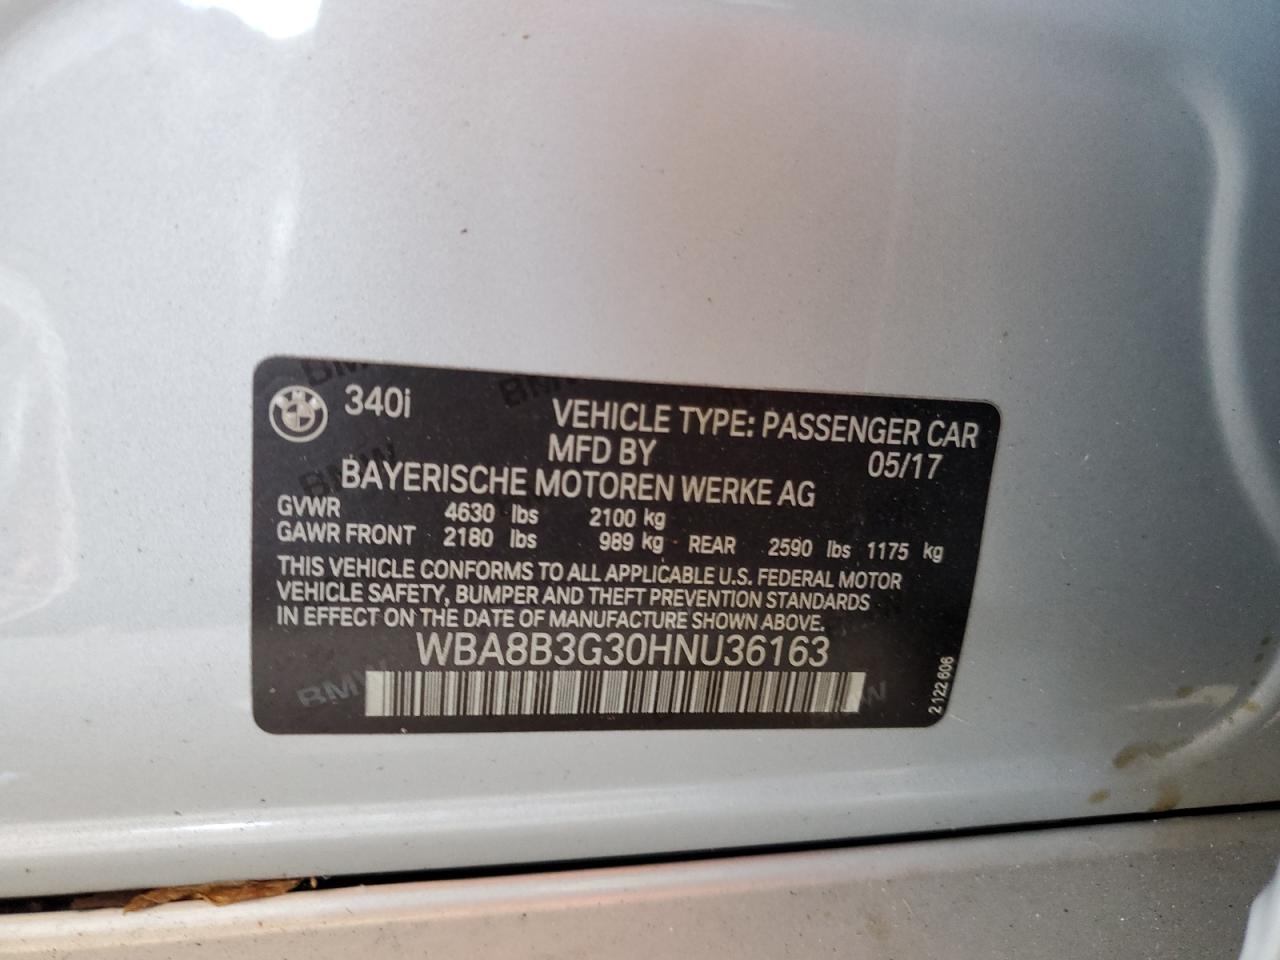 340i
VEHICLE TYPE: PASSENGER CAR
MFD BY 05/17
BAYERISCHE MOTOREN WERKE AG
GVWR 4630 lbs 2100 kg
GAWR FRONT 2180 lbs 989 kg REAR 2590 lbs 1175 kg
THIS VEHICLE CONFORMS TO ALL APPLICABLE U.S. FEDERAL MOTOR
VEHICLE SAFETY, BUMPER AND THEFT PREVENTION STANDARDS
IN EFFECT ON THE DATE OF MANUFACTURE SHOWN ABOVE.
WBA8B3G30HNU36163
2 122 606
BMW